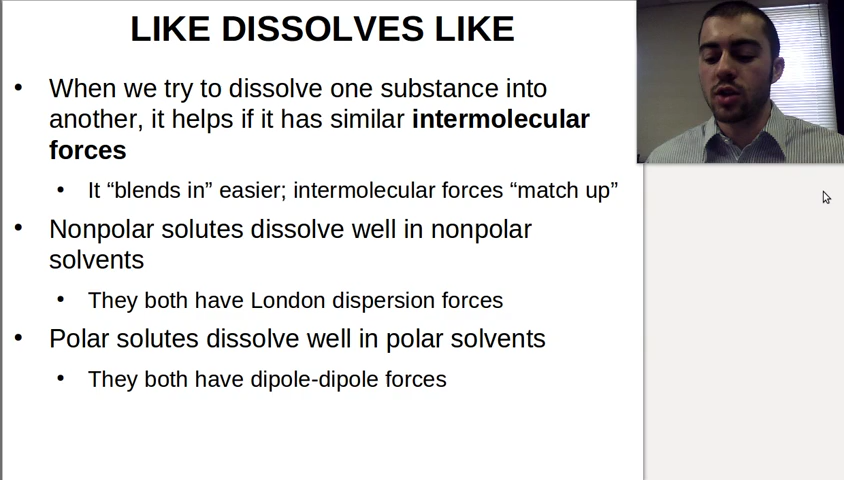 LIKE DISSOLVES LIKE
• When we try to dissolve one substance into
another, it helps if it has similar intermolecular
forces
• It “blends in” easier; intermolecular forces “match up”
• Nonpolar solutes dissolve well in nonpolar
solvents
• They both have London dispersion forces
• Polar solutes dissolve well in polar solvents
• They both have dipole-dipole forces